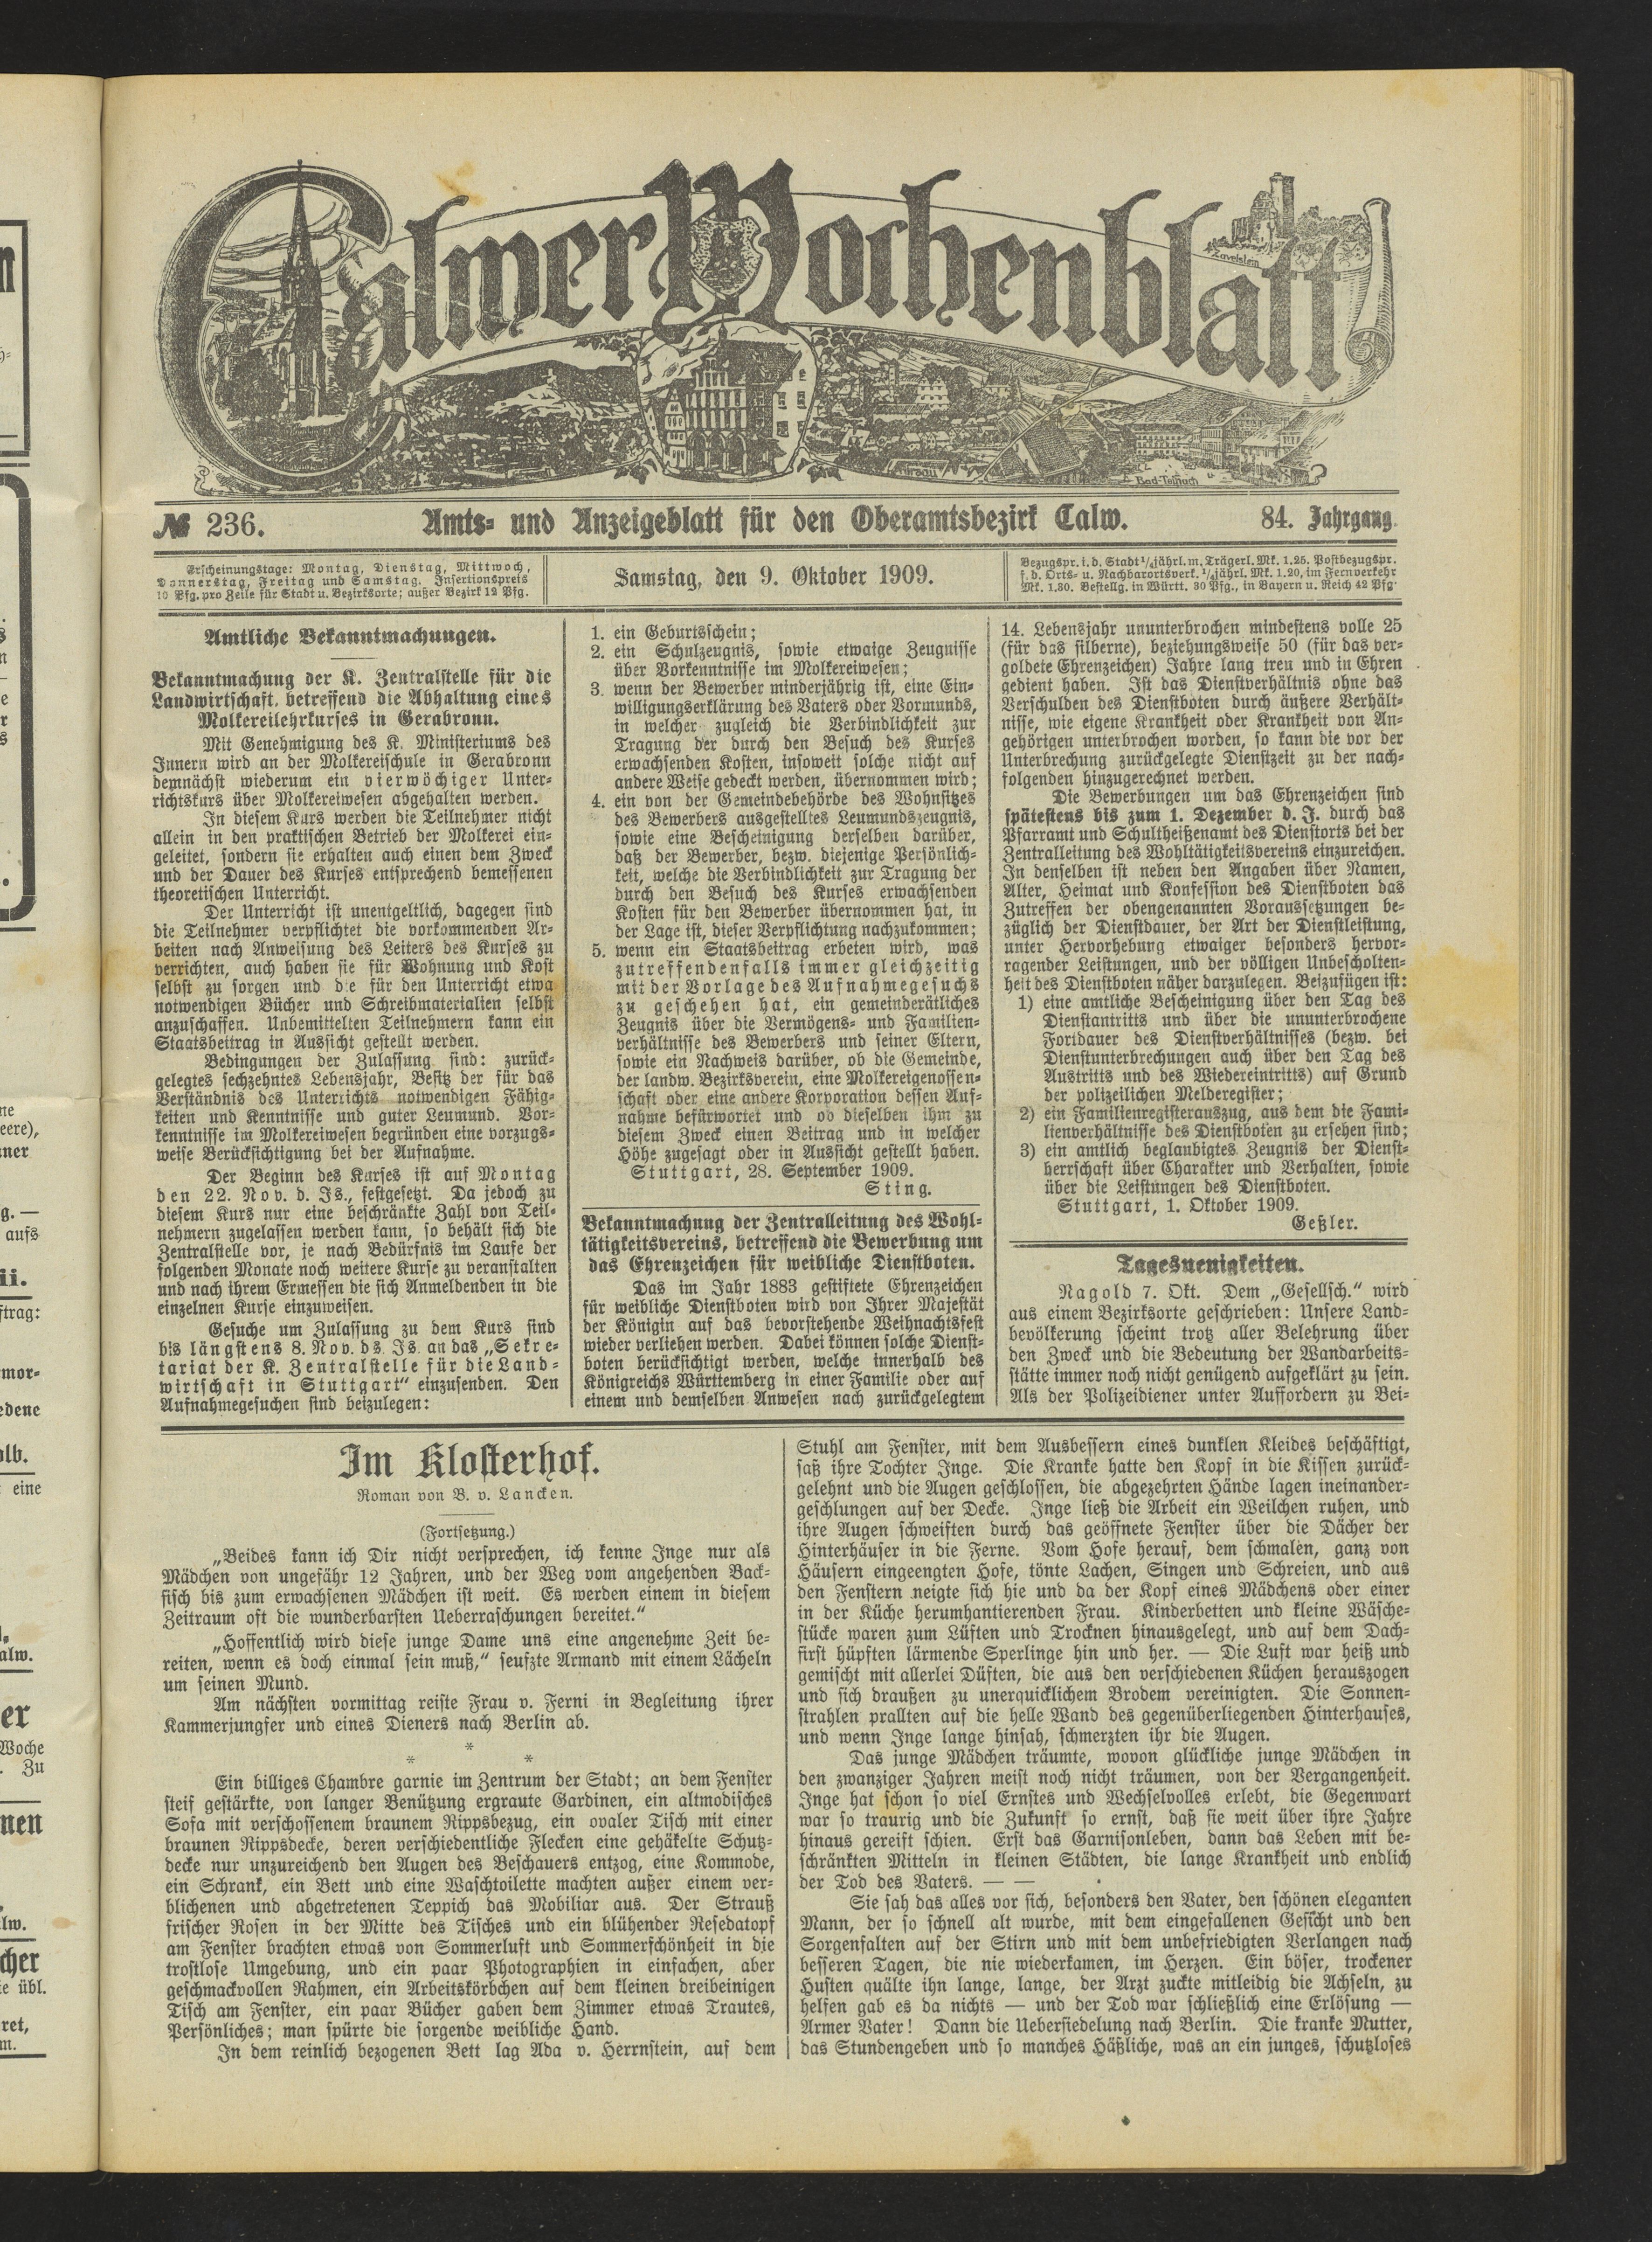 Calwer Wochenblatt
Zavelstein
Hirsau
Bad-Teinach
№ 236.
Amts- und Anzeigeblatt für den Oberamtsbezirk Calw.
84. Jahrgang.
Erscheinungstage: Montag, Dienstag, Mittwoch,
Donnerstag, Freitag und Samstag. Insertionspreis
10 Pfg. pro Zeile für Stadt u. Bezirksorte; außer Bezirk 12 Pfg.
Samstag, den 9. Oktober 1909.
Bezugspr. i. d. Stadt ¼jährl. m. Trägerl. Mk. 1.25. Postbezugspr.
f. d. Orts- u. Nachbarortsverk. ¼jährl. Mk. 1.20, im Fernverkehr
Mk. 1.30. Bestellg. in Württ. 30 Pfg., in Bayern u. Reich 42 Pfg.
Amtliche Bekanntmachungen.
Bekanntmachung der K. Zentralstelle für die
Landwirtschaft, betreffend die Abhaltung eines
Molkereilehrkurses in Gerabronn.
Mit Genehmigung des K. Ministeriums des
Innern wird an der Molkereischule in Gerabronn
demnächst wiederum ein vierwöchiger Unter-
richtskurs über Molkereiwesen abgehalten werden.
In diesem Kurs werden die Teilnehmer nicht
allein in den praktischen Betrieb der Molkerei ein-
geleitet, sondern sie erhalten auch einen dem Zweck
und der Dauer des Kurses entsprechend bemessenen
theoretischen Unterricht.
Der Unterricht ist unentgeltlich, dagegen sind
die Teilnehmer verpflichtet die vorkommenden Ar-
beiten nach Anweisung des Leiters des Kurses zu
verrichten, auch haben sie für Wohnung und Kost
selbst zu sorgen und die für den Unterricht etwa
notwendigen Bücher und Schreibmaterialien selbst
anzuschaffen. Unbemittelten Teilnehmern kann ein
Staatsbeitrag in Aussicht gestellt werden.
Bedingungen der Zulassung sind: zurück-
gelegtes sechzehntes Lebensjahr, Besitz der für das
Verständnis des Unterrichts notwendigen Fähig-
keiten und Kenntnisse und guter Leumund. Vor-
kenntnisse im Molkereiwesen begründen eine vorzugs-
weise Berücksichtigung bei der Aufnahme.
Der Beginn des Kurses ist auf Montag
den 22. Nov. d. Js., festgesetzt. Da jedoch zu
diesem Kurs nur eine beschränkte Zahl von Teil-
nehmern zugelassen werden kann, so behält sich die
Zentralstelle vor, je nach Bedürfnis im Laufe der
folgenden Monate noch weitere Kurse zu veranstalten
und nach ihrem Ermessen die sich Anmeldenden in die
einzelnen Kurse einzuweisen.
Gesuche um Zulassung zu dem Kurs sind
bis längstens 8. Nov. ds. Js. an das „Sekre-
tariat der K. Zentralstelle für die Land-
wirtschaft in Stuttgart“ einzusenden. Den
Aufnahmegesuchen sind beizulegen:
1. ein Geburtsschein;
2. ein Schulzeugnis, sowie etwaige Zeugnisse
über Vorkenntnisse im Molkereiwesen;
3. wenn der Bewerber minderjährig ist, eine Ein-
willigungserklärung des Vaters oder Vormunds,
in welcher zugleich die Verbindlichkeit zur
Tragung der durch den Besuch des Kurses
erwachsenden Kosten, insoweit solche nicht auf
andere Weise gedeckt werden, übernommen wird;
4. ein von der Gemeindebehörde des Wohnsitzes
des Bewerbers ausgestelltes Leumundszeugnis,
sowie eine Bescheinigung derselben darüber,
daß der Bewerber, bezw. diejenige Persönlich-
keit, welche die Verbindlichkeit zur Tragung der
durch den Besuch des Kurses erwachsenden
Kosten für den Bewerber übernommen hat, in
der Lage ist, dieser Verpflichtung nachzukommen;
5. wenn ein Staatsbeitrag erbeten wird, was
zutreffendenfalls immer gleichzeitig
mit der Vorlage des Aufnahmegesuchs
zu geschehen hat, ein gemeinderätliches
Zeugnis über die Vermögens- und Familien-
verhältnisse des Bewerbers und seiner Eltern,
sowie ein Nachweis darüber, ob die Gemeinde,
der landw. Bezirksverein, eine Molkereigenossen-
schaft oder eine andere Korporation dessen Auf-
nahme befürwortet und ob dieselben ihm zu
diesem Zweck einen Beitrag und in welcher
Höhe zugesagt oder in Aussicht gestellt haben.
Stuttgart, 28. September 1909.
Sting.
Bekanntmachung der Zentralleitung des Wohl-
tätigkeitsvereins, betreffend die Bewerbung um
das Ehrenzeichen für weibliche Dienstboten.
Das im Jahr 1883 gestiftete Ehrenzeichen
für weibliche Dienstboten wird von Ihrer Majestät
der Königin auf das bevorstehende Weihnachtsfest
wieder verliehen werden. Dabei können solche Dienst-
boten berücksichtigt werden, welche innerhalb des
Königreichs Württemberg in einer Familie oder auf
einem und demselben Anwesen nach zurückgelegtem
14. Lebensjahr ununterbrochen mindestens volle 25
(für das silberne), beziehungsweise 50 (für das ver-
goldete Ehrenzeichen) Jahre lang treu und in Ehren
gedient haben. Ist das Dienstverhältnis ohne das
Verschulden des Dienstboten durch äußere Verhält-
nisse, wie eigene Krankheit oder Krankheit von An-
gehörigen unterbrochen worden, so kann die vor der
Unterbrechung zurückgelegte Dienstzeit zu der nach-
folgenden hinzugerechnet werden.
Die Bewerbungen um das Ehrenzeichen sind
spätestens bis zum 1. Dezember d. J. durch das
Pfarramt und Schultheißenamt des Dienstorts bei der
Zentralleitung des Wohltätigkeitsvereins einzureichen.
In denselben ist neben den Angaben über Namen,
Alter, Heimat und Konfession des Dienstboten das
Zutreffen der obengenannten Voraussetzungen be-
züglich der Dienstdauer, der Art der Dienstleistung,
unter Hervorhebung etwaiger besonders hervor-
ragender Leistungen, und der völligen Unbescholten-
heit des Dienstboten näher darzulegen. Beizufügen ist:
1) eine amtliche Bescheinigung über den Tag des
Dienstantritts und über die ununterbrochene
Fortdauer des Dienstverhältnisses (bezw. bei
Dienstunterbrechungen auch über den Tag des
Austritts und des Wiedereintritts) auf Grund
der polizeilichen Melderegister;
2) ein Familienregisterauszug, aus dem die Fami-
lienverhältnisse des Dienstboten zu ersehen sind;
3) ein amtlich beglaubigtes Zeugnis der Dienst-
herrschaft über Charakter und Verhalten, sowie
über die Leistungen des Dienstboten.
Stuttgart, 1. Oktober 1909.
Geßler.
Tagesneuigkeiten.
Nagold 7. Okt. Dem „Gesellsch.“ wird
aus einem Bezirksorte geschrieben: Unsere Land-
bevölkerung scheint trotz aller Belehrung über
den Zweck und die Bedeutung der Wandarbeits-
stätte immer noch nicht genügend aufgeklärt zu sein.
Als der Polizeidiener unter Auffordern zu Bei-
Im Klosterhof.
Roman von B. v. Lancken.
(Fortsetzung.)
„Beides kann ich Dir nicht versprechen, ich kenne Inge nur als
Mädchen von ungefähr 12 Jahren, und der Weg vom angehenden Back-
fisch bis zum erwachsenen Mädchen ist weit. Es werden einem in diesem
Zeitraum oft die wunderbarsten Ueberraschungen bereitet.“
„Hoffentlich wird diese junge Dame uns eine angenehme Zeit be-
reiten, wenn es doch einmal sein muß,“ seufzte Armand mit einem Lächeln
um seinen Mund.
Am nächsten vormittag reiste Frau v. Ferni in Begleitung ihrer
Kammerjungfer und eines Dieners nach Berlin ab.
* * *
Ein billiges Chambre garnie im Zentrum der Stadt; an dem Fenster
steif gestärkte, von langer Benützung ergraute Gardinen, ein altmodisches
Sofa mit verschossenem braunem Rippsbezug, ein ovaler Tisch mit einer
braunen Rippsdecke, deren verschiedentliche Flecken eine gehäkelte Schutz-
decke nur unzureichend den Augen des Beschauers entzog, eine Kommode,
ein Schrank, ein Bett und eine Waschtoilette machten außer einem ver-
blichenen und abgetretenen Teppich das Mobiliar aus. Der Strauß
frischer Rosen in der Mitte des Tisches und ein blühender Resedatopf
am Fenster brachten etwas von Sommerluft und Sommerschönheit in die
trostlose Umgebung, und ein paar Photographien in einfachen, aber
geschmackvollen Rahmen, ein Arbeitskörbchen auf dem kleinen dreibeinigen
Tisch am Fenster, ein paar Bücher gaben dem Zimmer etwas Trautes,
Persönliches; man spürte die sorgende weibliche Hand.
In dem reinlich bezogenen Bett lag Ada v. Herrnstein, auf dem
Stuhl am Fenster, mit dem Ausbessern eines dunklen Kleides beschäftigt,
saß ihre Tochter Inge. Die Kranke hatte den Kopf in die Kissen zurück-
gelehnt und die Augen geschlossen, die abgezehrten Hände lagen ineinander-
geschlungen auf der Decke. Inge ließ die Arbeit ein Weilchen ruhen, und
ihre Augen schweiften durch das geöffnete Fenster über die Dächer der
Hinterhäuser in die Ferne. Vom Hofe herauf, dem schmalen, ganz von
Häusern eingeengten Hofe, tönte Lachen, Singen und Schreien, und aus
den Fenstern neigte sich hie und da der Kopf eines Mädchens oder einer
in der Küche herumhantierenden Frau. Kinderbetten und kleine Wäsche-
stücke waren zum Lüften und Trocknen hinausgelegt, und auf dem Dach-
first hüpften lärmende Sperlinge hin und her. — Die Luft war heiß und
gemischt mit allerlei Düften, die aus den verschiedenen Küchen herauszogen
und sich draußen zu unerquicklichem Brodem vereinigten. Die Sonnen-
strahlen prallten auf die helle Wand des gegenüberliegenden Hinterhauses,
und wenn Inge lange hinsah, schmerzten ihr die Augen.
Das junge Mädchen träumte, wovon glückliche junge Mädchen in
den zwanziger Jahren meist noch nicht träumen, von der Vergangenheit.
Inge hat schon so viel Ernstes und Wechselvolles erlebt, die Gegenwart
war so traurig und die Zukunft so ernst, daß sie weit über ihre Jahre
hinaus gereift schien. Erst das Garnisonleben, dann das Leben mit be-
schränkten Mitteln in kleinen Städten, die lange Krankheit und endlich
der Tod des Vaters. — —
Sie sah das alles vor sich, besonders den Vater, den schönen eleganten
Mann, der so schnell alt wurde, mit dem eingefallenen Gesicht und den
Sorgenfalten auf der Stirn und mit dem unbefriedigten Verlangen nach
besseren Tagen, die nie wiederkamen, im Herzen. Ein böser, trockener
Husten quälte ihn lange, lange, der Arzt zuckte mitleidig die Achseln, zu
helfen gab es da nichts — und der Tod war schließlich eine Erlösung —
Armer Vater! Dann die Uebersiedelung nach Berlin. Die kranke Mutter,
das Stundengeben und so manches Häßliche, was an ein junges, schutzloses